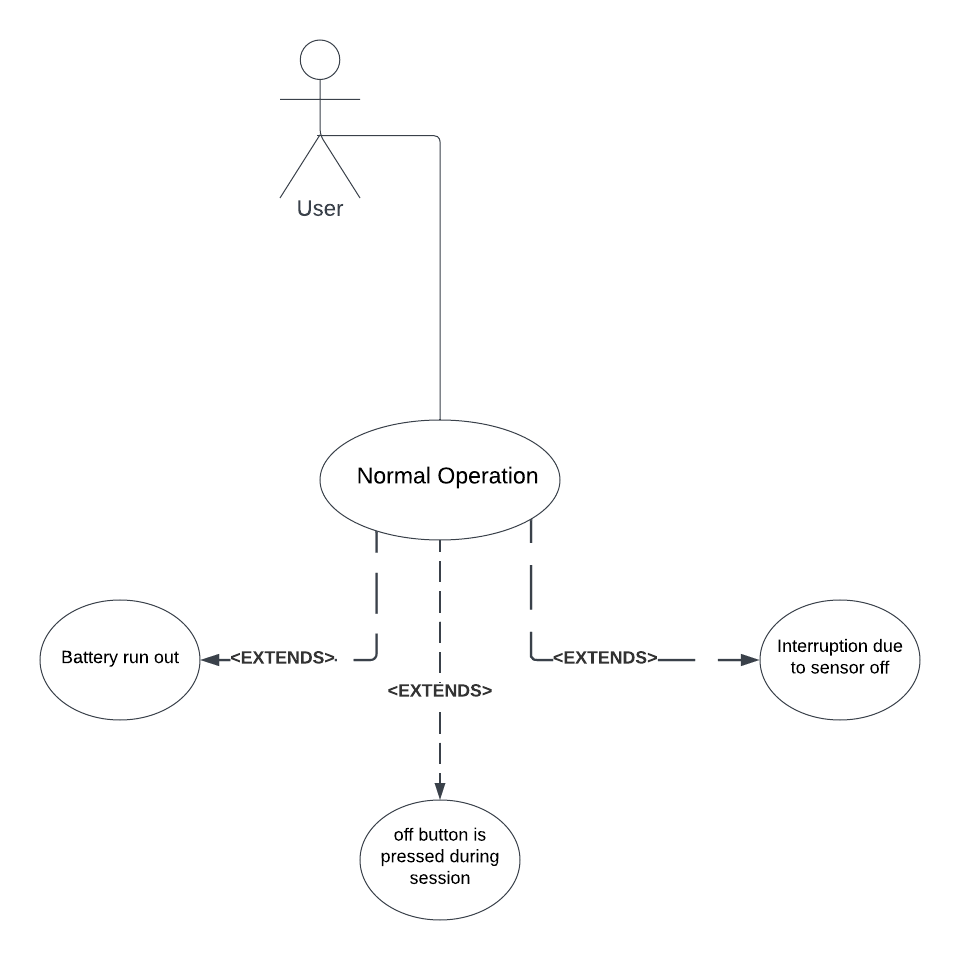 User
Normal Operation
Battery run out
<EXTENDS>
<EXTENDS>
<EXTENDS>
Interruption due
to sensor off
off button is
pressed during
session